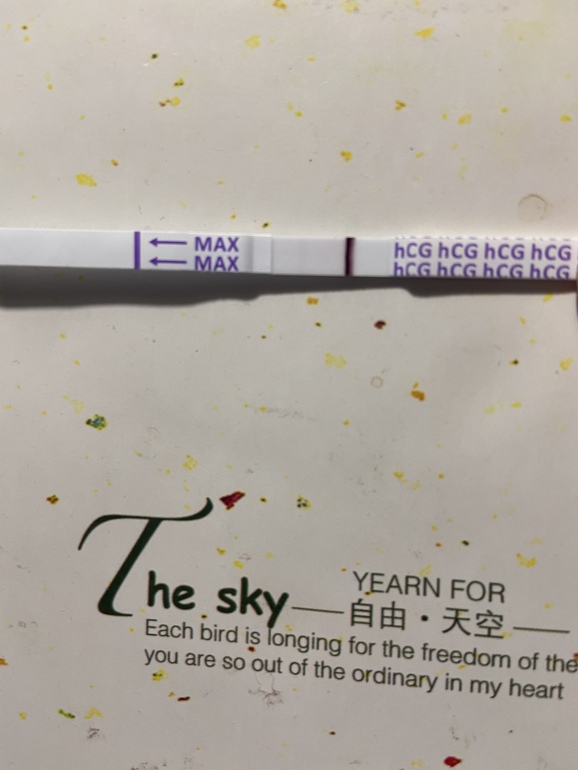 MAX
MAX
hCG hCG hCG hCG
hCG hCG hCG hCG
The sky
YEARN FOR
自由·天空
Each bird is longing for the freedom of the
you are so out of the ordinary in my heart